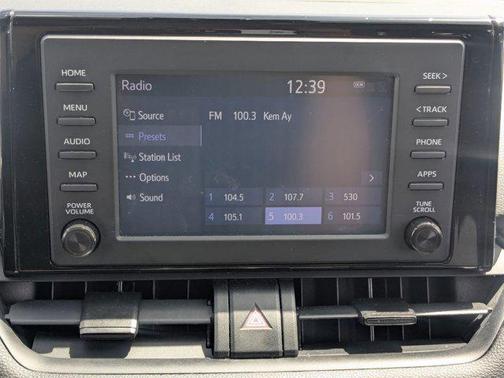 Radio 12:39
HOME
MENU
AUDIO
MAP
POWER
VOLUME
Source
Presets
Station List
Options
Sound
FM 100.3 Kem Ay
1 104.5 2 107.7 3 530
4 105.1 5 100.3 6 101.5
SEEK >
< TRACK
PHONE
APPS
TUNE
SCROLL